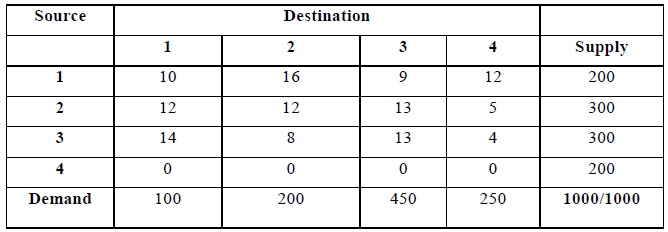 Source Destination
1 2 3 4 Supply
1 10 16 9 12 200
2 12 12 13 5 300
3 14 8 13 4 300
4 0 0 0 0 200
Demand 100 200 450 250 1000/1000